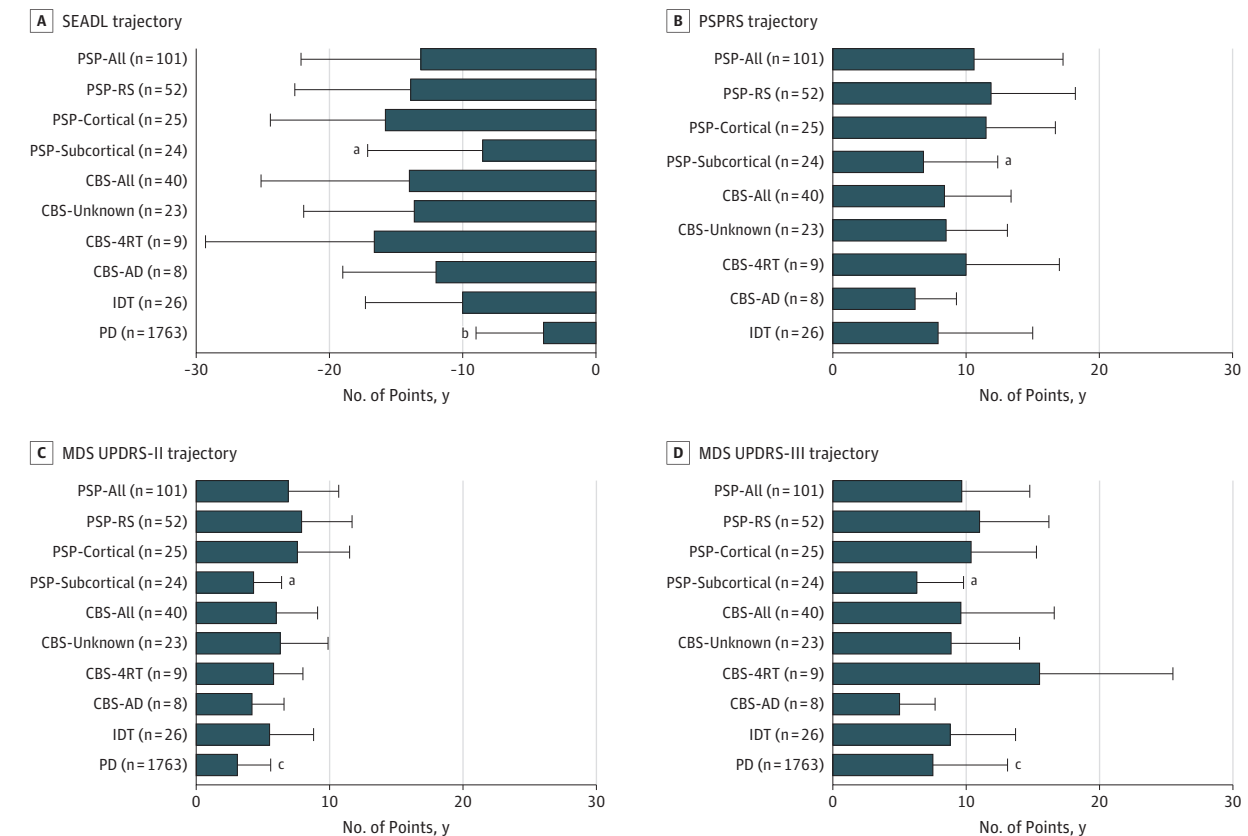 A SEADL trajectory
PSP-All (n=101)
PSP-RS (n=52)
PSP-Cortical (n=25)
PSP-Subcortical (n=24) a
CBS-All (n=40)
CBS-Unknown (n=23)
CBS-4RT (n=9)
CBS-AD (n=8)
IDT (n=26)
PD (n=1763) b
-30 -20 -10 0
No. of Points, y
B PSPRS trajectory
PSP-All (n=101)
PSP-RS (n=52)
PSP-Cortical (n=25)
PSP-Subcortical (n=24) a
CBS-All (n=40)
CBS-Unknown (n=23)
CBS-4RT (n=9)
CBS-AD (n=8)
IDT (n=26)
0 10 20 30
No. of Points, y
C MDS UPDRS-II trajectory
PSP-All (n=101)
PSP-RS (n=52)
PSP-Cortical (n=25)
PSP-Subcortical (n=24) a
CBS-All (n=40)
CBS-Unknown (n=23)
CBS-4RT (n=9)
CBS-AD (n=8)
IDT (n=26)
PD (n=1763) c
0 10 20 30
No. of Points, y
D MDS UPDRS-III trajectory
PSP-All (n=101)
PSP-RS (n=52)
PSP-Cortical (n=25)
PSP-Subcortical (n=24) a
CBS-All (n=40)
CBS-Unknown (n=23)
CBS-4RT (n=9)
CBS-AD (n=8)
IDT (n=26)
PD (n=1763) c
0 10 20 30
No. of Points, y